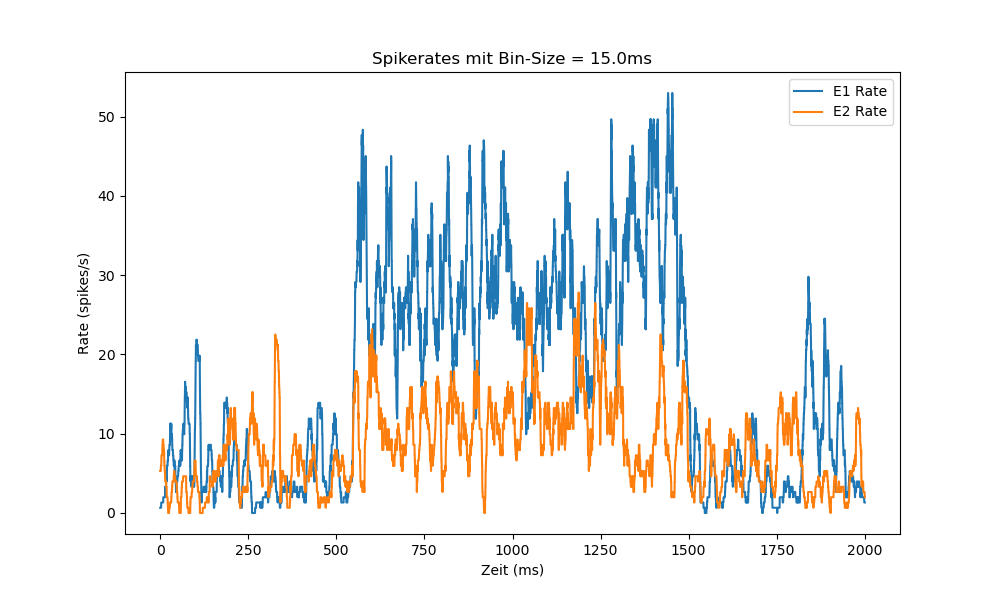 Spikerates mit Bin-Size = 15.0ms
E1 Rate
E2 Rate
Rate (spikes/s)
50
40
30
20
10
0
0 250 500 750 1000 1250 1500 1750 2000
Zeit (ms)